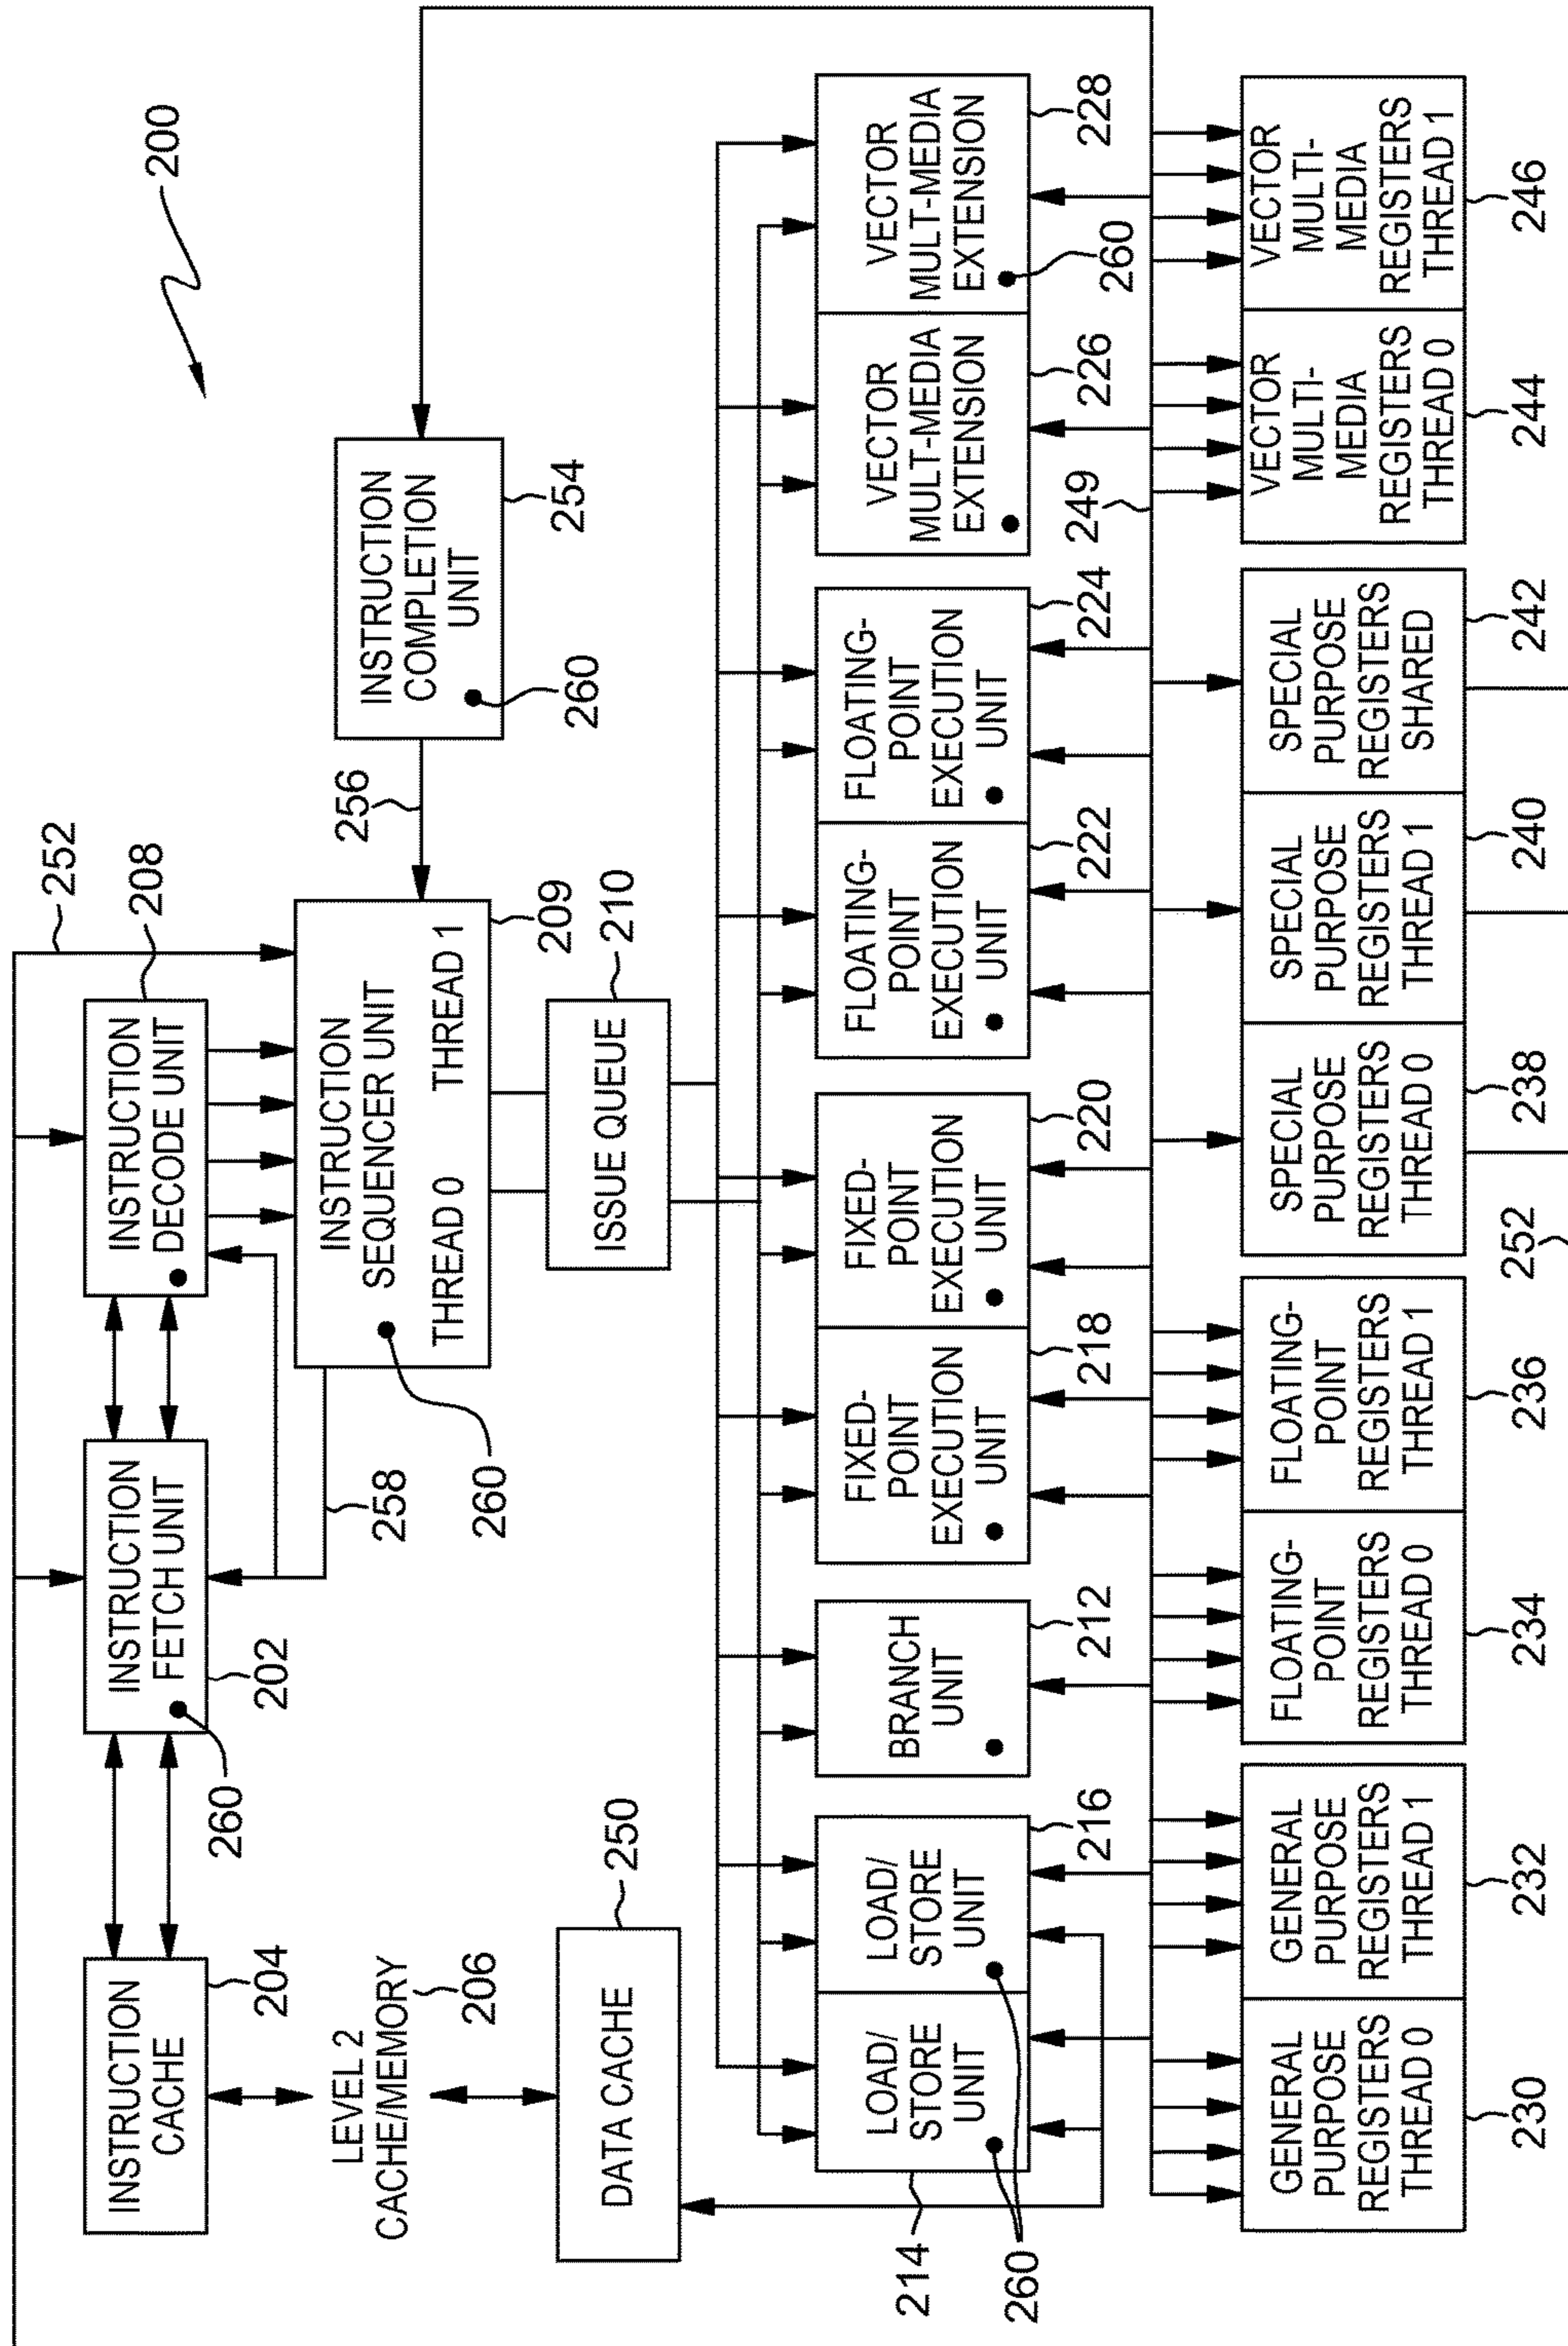 200
252
INSTRUCTION
CACHE
204
INSTRUCTION
FETCH UNIT
202
260
INSTRUCTION
DECODE UNIT
208
LEVEL 2
CACHE/MEMORY
206
258
260
INSTRUCTION
SEQUENCER UNIT
THREAD 0 THREAD 1
209
256
INSTRUCTION
COMPLETION
UNIT
254
260
DATA CACHE
250
ISSUE QUEUE
210
LOAD/
STORE
UNIT
214
260
LOAD/
STORE
UNIT
216
BRANCH
UNIT
212
FIXED-
POINT
EXECUTION
UNIT
218
FIXED-
POINT
EXECUTION
UNIT
220
FLOATING-
POINT
EXECUTION
UNIT
222
FLOATING-
POINT
EXECUTION
UNIT
224
VECTOR
MULT-MEDIA
EXTENSION
226
VECTOR
MULT-MEDIA
EXTENSION
228
260
249
GENERAL
PURPOSE
REGISTERS
THREAD 0
230
GENERAL
PURPOSE
REGISTERS
THREAD 1
232
FLOATING-
POINT
REGISTERS
THREAD 0
234
FLOATING-
POINT
REGISTERS
THREAD 1
236
SPECIAL
PURPOSE
REGISTERS
THREAD 0
238
SPECIAL
PURPOSE
REGISTERS
THREAD 1
240
SPECIAL
PURPOSE
REGISTERS
SHARED
242
VECTOR
MULTI-
MEDIA
REGISTERS
THREAD 0
244
VECTOR
MULTI-
MEDIA
REGISTERS
THREAD 1
246
252